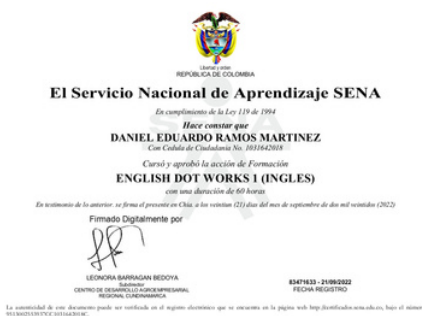 Libertad y orden
REPÚBLICA DE COLOMBIA
El Servicio Nacional de Aprendizaje SENA
En cumplimiento de la Ley 119 de 1994
Hace constar que
DANIEL EDUARDO RAMOS MARTINEZ
Con Cedula de Ciudadania No. 1031642018
Cursó y aprobó la acción de Formación
ENGLISH DOT WORKS 1 (INGLES)
con una duración de 60 horas
En testimonio de lo anterior, se firma el presente en Chía, a los veintiun (21) días del mes de septiembre de dos mil veintidos (2022)
Firmado Digitalmente por
LEONORA BARRAGAN BEDOYA
Subdirector
CENTRO DE DESARROLLO AGROEMPRESARIAL
REGIONAL CUNDINAMARCA
83471633 - 21/09/2022
FECHA REGISTRO
La autenticidad de este documento puede ser verificada en el registro electrónico que se encuentra en la página web http://certificados.sena.edu.co, bajo el número